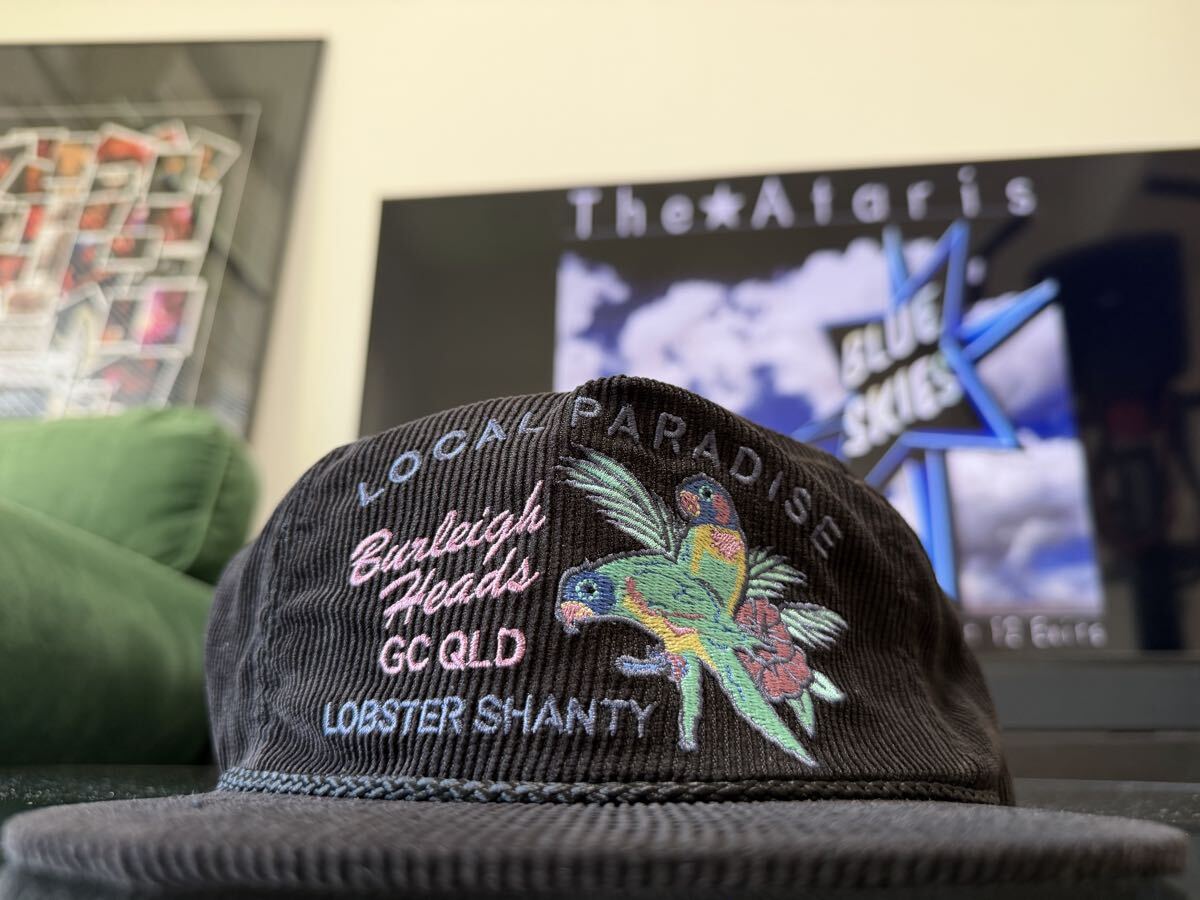 The★Ataris
BLUE
SKIES
LOCAL PARADISE
Burleigh
Heads
GC QLD
LOBSTER SHANTY